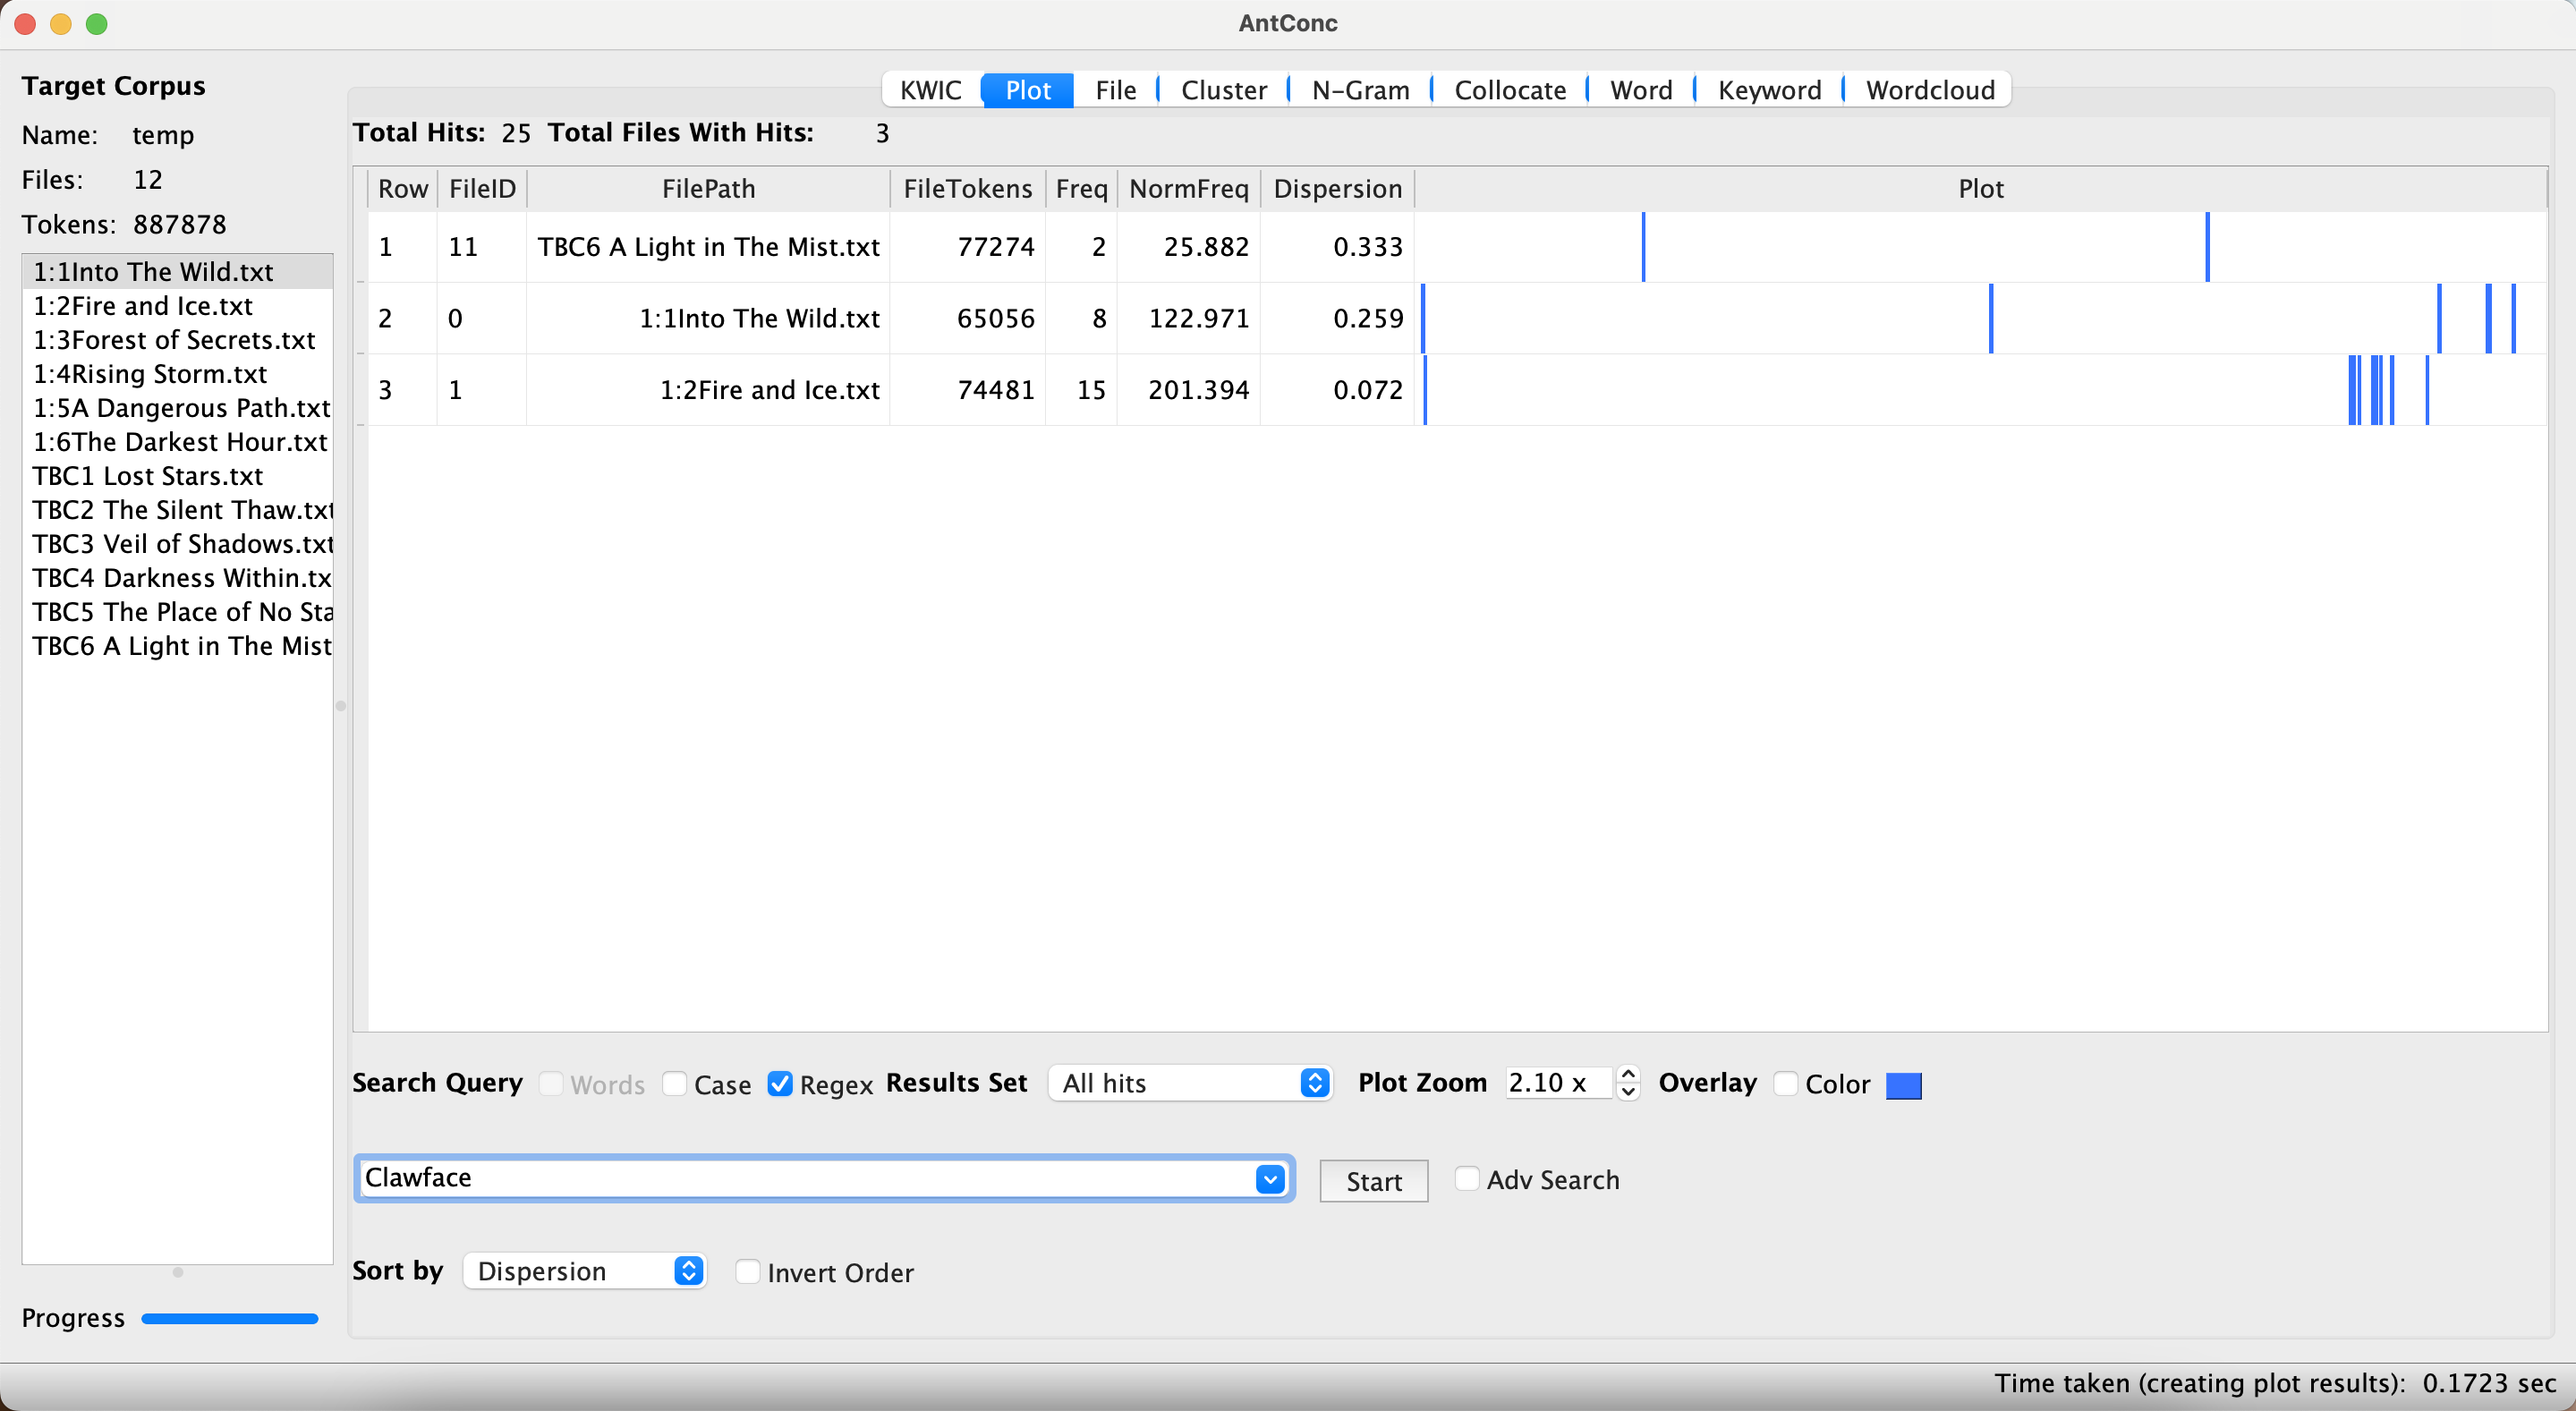 AntConc
Target Corpus
Name: temp
Files: 12
Tokens: 887878
1:1Into The Wild.txt
1:2Fire and Ice.txt
1:3Forest of Secrets.txt
1:4Rising Storm.txt
1:5A Dangerous Path.txt
1:6The Darkest Hour.txt
TBC1 Lost Stars.txt
TBC2 The Silent Thaw.txt
TBC3 Veil of Shadows.txt
TBC4 Darkness Within.tx
TBC5 The Place of No Sta
TBC6 A Light in The Mist
Progress
KWIC Plot File Cluster N-Gram Collocate Word Keyword Wordcloud
Total Hits: 25 Total Files With Hits: 3
Row FileID FilePath FileTokens Freq NormFreq Dispersion Plot
1 11 TBC6 A Light in The Mist.txt 77274 2 25.882 0.333
2 0 1:1Into The Wild.txt 65056 8 122.971 0.259
3 1 1:2Fire and Ice.txt 74481 15 201.394 0.072
Search Query Words Case Regex Results Set All hits Plot Zoom 2.10 x Overlay Color
Clawface Start Adv Search
Sort by Dispersion Invert Order
Time taken (creating plot results): 0.1723 sec